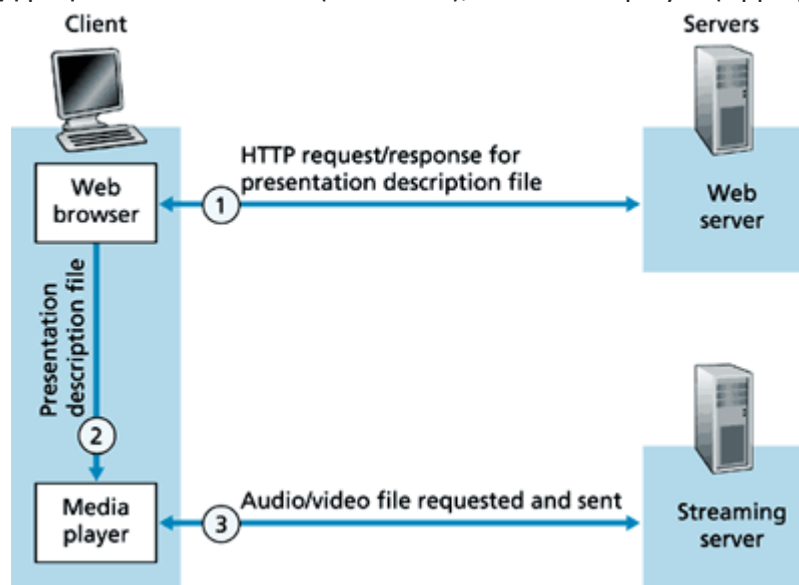 Client
Servers
HTTP request/response for
presentation description file
Web
browser
1
Web
server
Presentation
description file
2
Media
player
Audio/video file requested and sent
3
Streaming
server